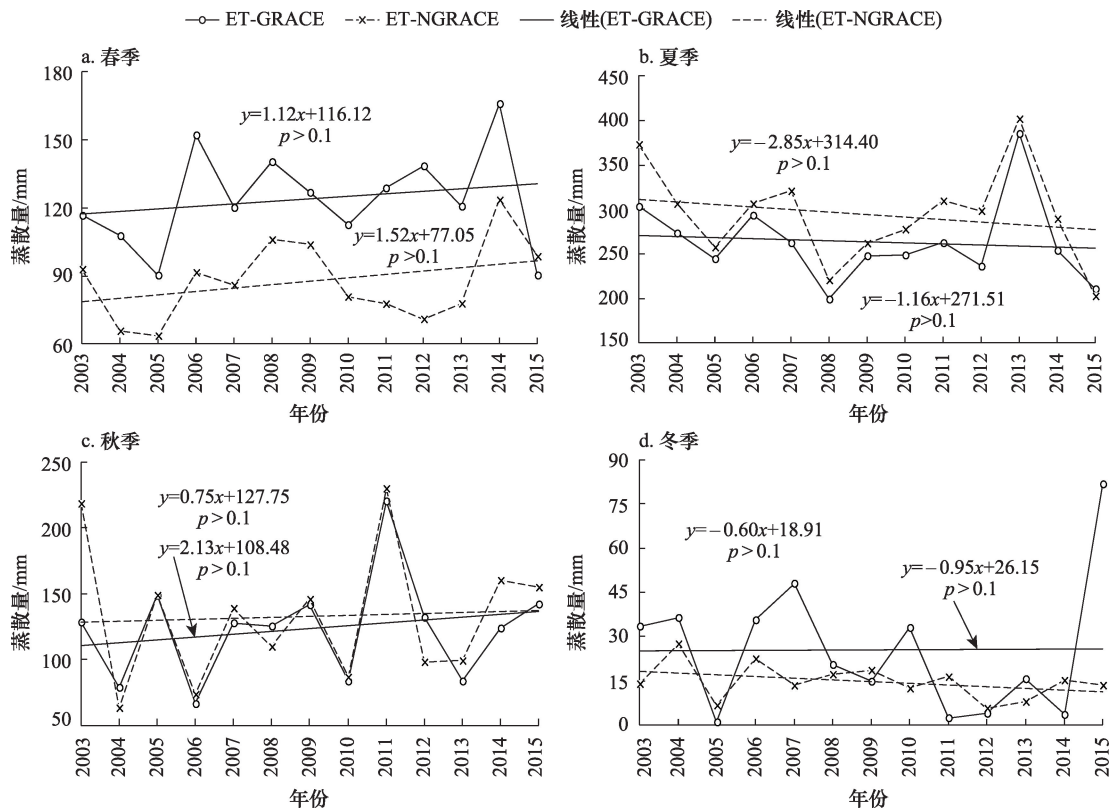 ET-GRACE ET-NGRACE 线性(ET-GRACE) 线性(ET-NGRACE)
a. 春季
蒸散量/mm
180
150
120
90
60
y=1.12x+116.12
p>0.1
y=1.52x+77.05
p>0.1
2003 2004 2005 2006 2007 2008 2009 2010 2011 2012 2013 2014 2015
年份
b. 夏季
蒸散量/mm
450
400
350
300
250
200
150
y=−2.85x+314.40
p>0.1
y=−1.16x+271.51
p>0.1
2003 2004 2005 2006 2007 2008 2009 2010 2011 2012 2013 2014 2015
年份
c. 秋季
蒸散量/mm
250
200
150
100
50
y=0.75x+127.75
p>0.1
y=2.13x+108.48
p>0.1
2003 2004 2005 2006 2007 2008 2009 2010 2011 2012 2013 2014 2015
年份
d. 冬季
蒸散量/mm
90
75
60
45
30
15
0
y=−0.60x+18.91
p>0.1
y=−0.95x+26.15
p>0.1
2003 2004 2005 2006 2007 2008 2009 2010 2011 2012 2013 2014 2015
年份